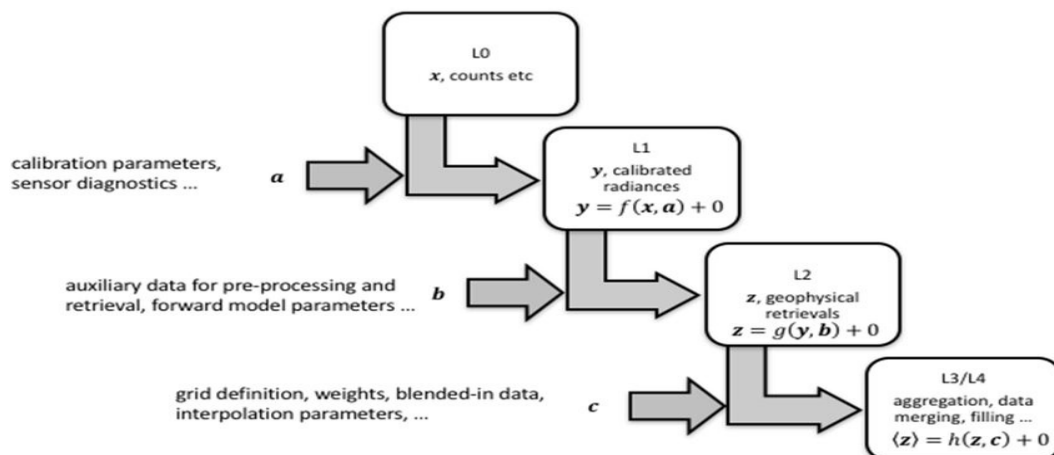 L0
x, counts etc
calibration parameters,
sensor diagnostics ...
a
L1
y, calibrated
radiances
y = f(x, a) + 0
auxiliary data for pre-processing and
retrieval, forward model parameters ...
b
L2
z, geophysical
retrievals
z = g(y, b) + 0
grid definition, weights, blended-in data,
interpolation parameters, ...
c
L3/L4
aggregation, data
merging, filling ...
⟨z⟩ = h(z, c) + 0